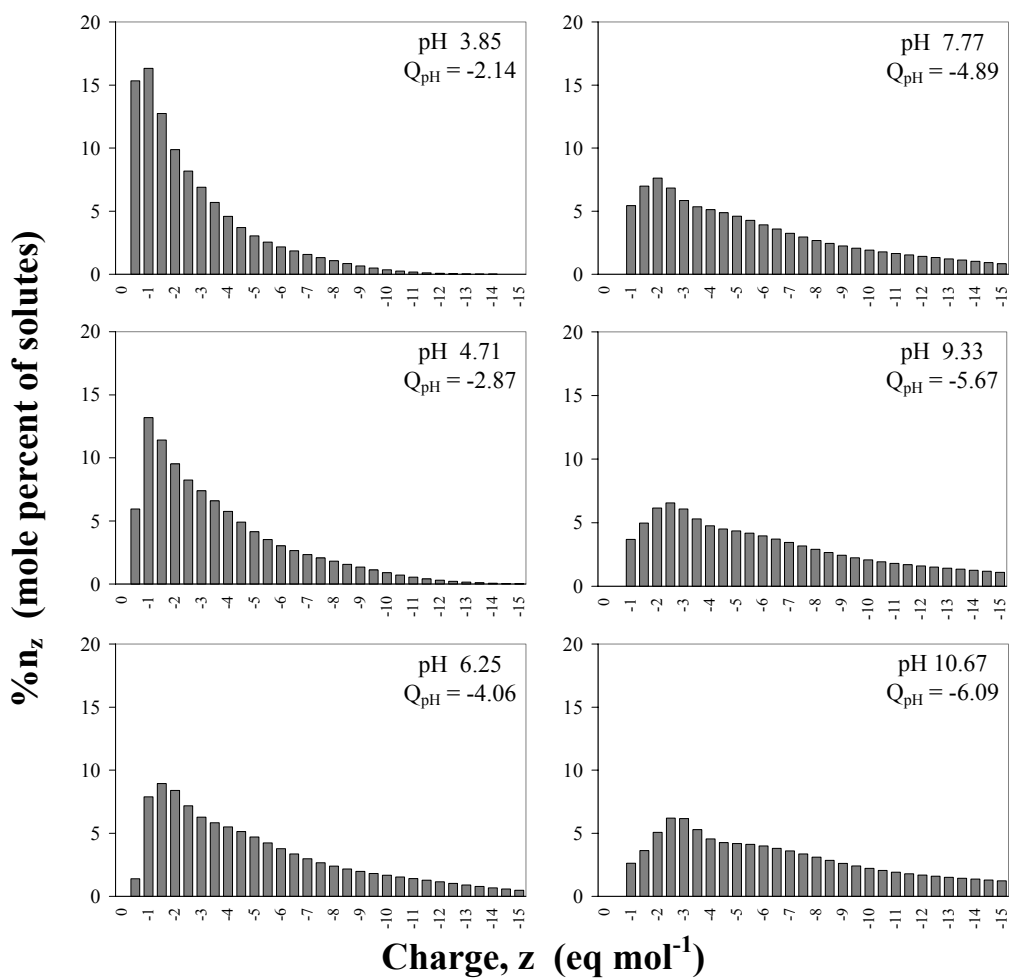 %n_z (mole percent of solutes)
20
15
10
5
0
pH 3.85
Q_pH = -2.14
0 -1 -2 -3 -4 -5 -6 -7 -8 -9 -10 -11 -12 -13 -14 -15
20
15
10
5
0
pH 7.77
Q_pH = -4.89
0 -1 -2 -3 -4 -5 -6 -7 -8 -9 -10 -11 -12 -13 -14 -15
20
15
10
5
0
pH 4.71
Q_pH = -2.87
0 -1 -2 -3 -4 -5 -6 -7 -8 -9 -10 -11 -12 -13 -14 -15
20
15
10
5
0
pH 9.33
Q_pH = -5.67
0 -1 -2 -3 -4 -5 -6 -7 -8 -9 -10 -11 -12 -13 -14 -15
20
15
10
5
0
pH 6.25
Q_pH = -4.06
0 -1 -2 -3 -4 -5 -6 -7 -8 -9 -10 -11 -12 -13 -14 -15
20
15
10
5
0
pH 10.67
Q_pH = -6.09
0 -1 -2 -3 -4 -5 -6 -7 -8 -9 -10 -11 -12 -13 -14 -15
Charge, z (eq mol⁻¹)